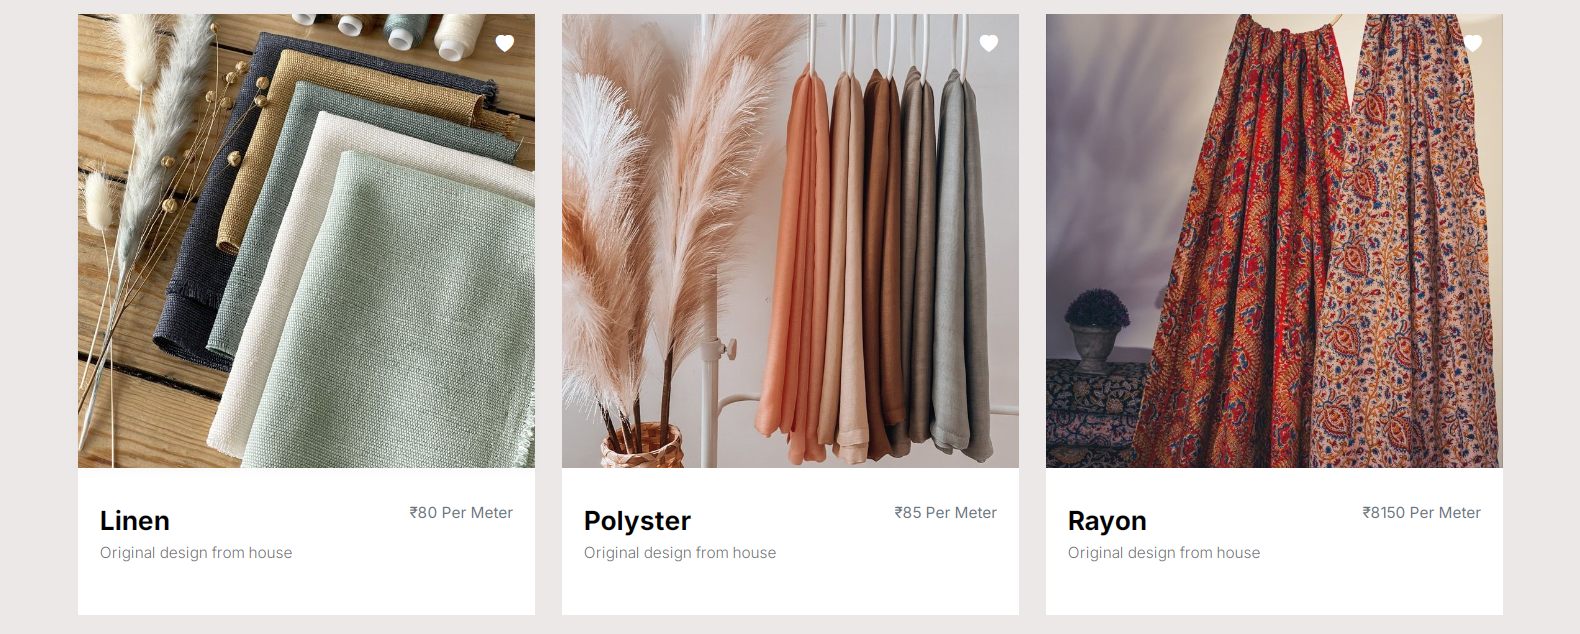 Linen
₹80 Per Meter
Original design from house
Polyster
₹85 Per Meter
Original design from house
Rayon
₹8150 Per Meter
Original design from house